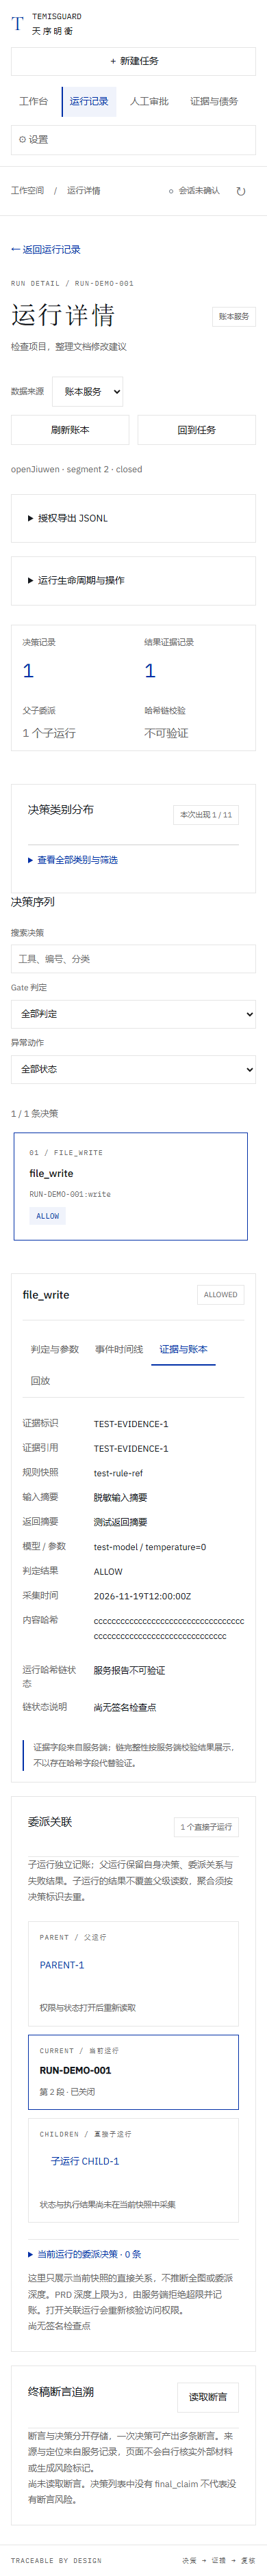 T TEMISGUARD
天序明衡
+ 新建任务
工作台 运行记录 人工审批 证据与债务
设置
工作空间 / 运行详情 会话未确认
← 返回运行记录
RUN DETAIL / RUN-DEMO-001
运行详情 账本服务
检查项目，整理文档修改建议
数据来源 账本服务
刷新账本 回到任务
openJiuwen · segment 2 · closed
▶ 授权导出 JSONL
▶ 运行生命周期与操作
决策记录 结果证据记录
1 1
父子委派 哈希链校验
1 个子运行 不可验证
决策类别分布 本次出现 1 / 11
▶ 查看全部类别与筛选
决策序列
搜索决策
工具、编号、分类
Gate 判定
全部判定
异常动作
全部状态
1 / 1 条决策
01 / FILE_WRITE
file_write
RUN-DEMO-001:write
ALLOW
file_write ALLOWED
判定与参数 事件时间线 证据与账本
回放
证据标识 TEST-EVIDENCE-1
证据引用 TEST-EVIDENCE-1
规则快照 test-rule-ref
输入摘要 脱敏输入摘要
返回摘要 测试返回摘要
模型 / 参数 test-model / temperature=0
判定结果 ALLOW
采集时间 2026-11-19T12:00:00Z
内容哈希 cccccccccccccccccccccccccccccccccc
cccccccccccccccccccccccccccccc
运行哈希链状态 服务报告不可验证
链状态说明 尚无签名检查点
证据字段来自服务端；链完整性按服务端校验结果展示，
不以存在哈希字段代替验证。
委派关联 1 个直接子运行
子运行独立记账；父运行保留自身决策、委派关系与
失败结果。子运行的结果不覆盖父级读数，聚合须按
决策标识去重。
PARENT / 父运行
PARENT-1
权限与状态打开后重新读取
CURRENT / 当前运行
RUN-DEMO-001
第 2 段 · 已关闭
CHILDREN / 直接子运行
子运行 CHILD-1
状态与执行结果尚未在当前快照中采集
▶ 当前运行的委派决策 · 0 条
这里只展示当前快照的直接关系，不推断全图或委派
深度。PRD 深度上限为3，由服务端拒绝超限并记
账。打开关联运行会重新核验访问权限。
尚无签名检查点
终稿断言追溯 读取断言
断言与决策分开存储，一次决策可产出多条断言。来
源与定位来自服务记录，页面不会自行核实外部材料
或生成风险标记。
尚未读取断言。决策列表中没有 final_claim 不代表没
有断言风险。
TRACEABLE BY DESIGN 决策 → 证据 → 复核